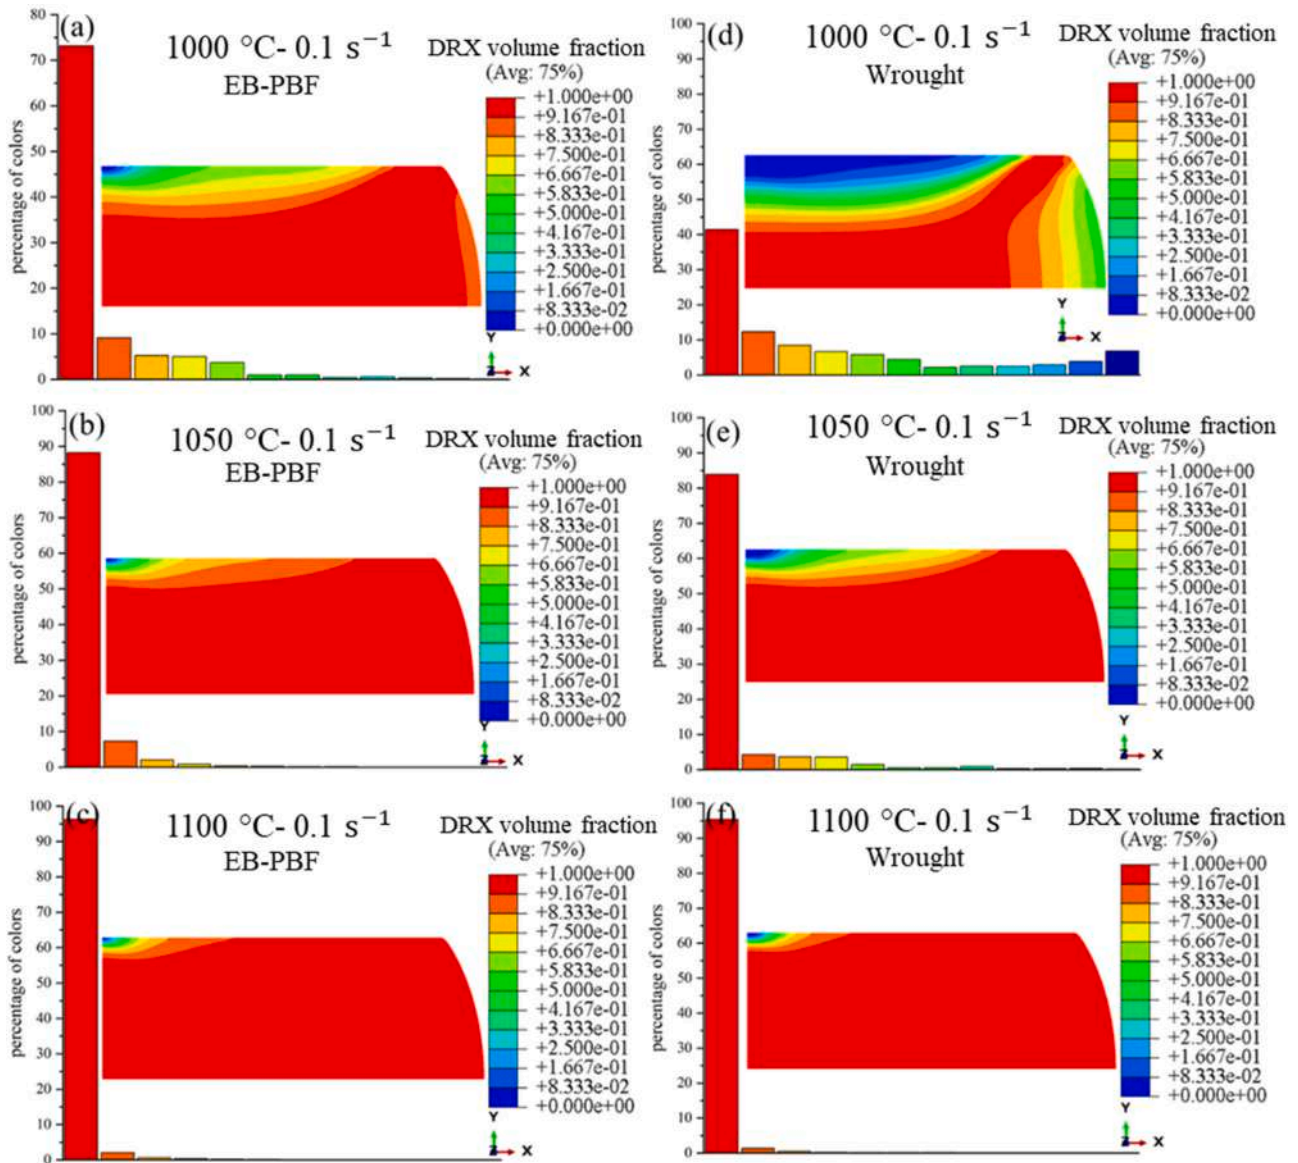 (a)
1000 °C- 0.1 s⁻¹
EB-PBF
DRX volume fraction
(Avg: 75%)
+1.000e+00
+9.167e-01
+8.333e-01
+7.500e-01
+6.667e-01
+5.833e-01
+5.000e-01
+4.167e-01
+3.333e-01
+2.500e-01
+1.667e-01
+8.333e-02
+0.000e+00
percentage of colors
80
70
60
50
40
30
20
10
0
Y
Z
X
(d)
1000 °C- 0.1 s⁻¹
Wrought
DRX volume fraction
(Avg: 75%)
+1.000e+00
+9.167e-01
+8.333e-01
+7.500e-01
+6.667e-01
+5.833e-01
+5.000e-01
+4.167e-01
+3.333e-01
+2.500e-01
+1.667e-01
+8.333e-02
+0.000e+00
percentage of colors
100
90
80
70
60
50
40
30
20
10
0
Y
Z
X
(b)
1050 °C- 0.1 s⁻¹
EB-PBF
DRX volume fraction
(Avg: 75%)
+1.000e+00
+9.167e-01
+8.333e-01
+7.500e-01
+6.667e-01
+5.833e-01
+5.000e-01
+4.167e-01
+3.333e-01
+2.500e-01
+1.667e-01
+8.333e-02
+0.000e+00
percentage of colors
100
90
80
70
60
50
40
30
20
10
0
Y
Z
X
(e)
1050 °C- 0.1 s⁻¹
Wrought
DRX volume fraction
(Avg: 75%)
+1.000e+00
+9.167e-01
+8.333e-01
+7.500e-01
+6.667e-01
+5.833e-01
+5.000e-01
+4.167e-01
+3.333e-01
+2.500e-01
+1.667e-01
+8.333e-02
+0.000e+00
percentage of colors
100
90
80
70
60
50
40
30
20
10
0
Y
Z
X
(c)
1100 °C- 0.1 s⁻¹
EB-PBF
DRX volume fraction
(Avg: 75%)
+1.000e+00
+9.167e-01
+8.333e-01
+7.500e-01
+6.667e-01
+5.833e-01
+5.000e-01
+4.167e-01
+3.333e-01
+2.500e-01
+1.667e-01
+8.333e-02
+0.000e+00
percentage of colors
100
90
80
70
60
50
40
30
20
10
0
Y
Z
X
(f)
1100 °C- 0.1 s⁻¹
Wrought
DRX volume fraction
(Avg: 75%)
+1.000e+00
+9.167e-01
+8.333e-01
+7.500e-01
+6.667e-01
+5.833e-01
+5.000e-01
+4.167e-01
+3.333e-01
+2.500e-01
+1.667e-01
+8.333e-02
+0.000e+00
percentage of colors
100
90
80
70
60
50
40
30
20
10
0
Y
Z
X